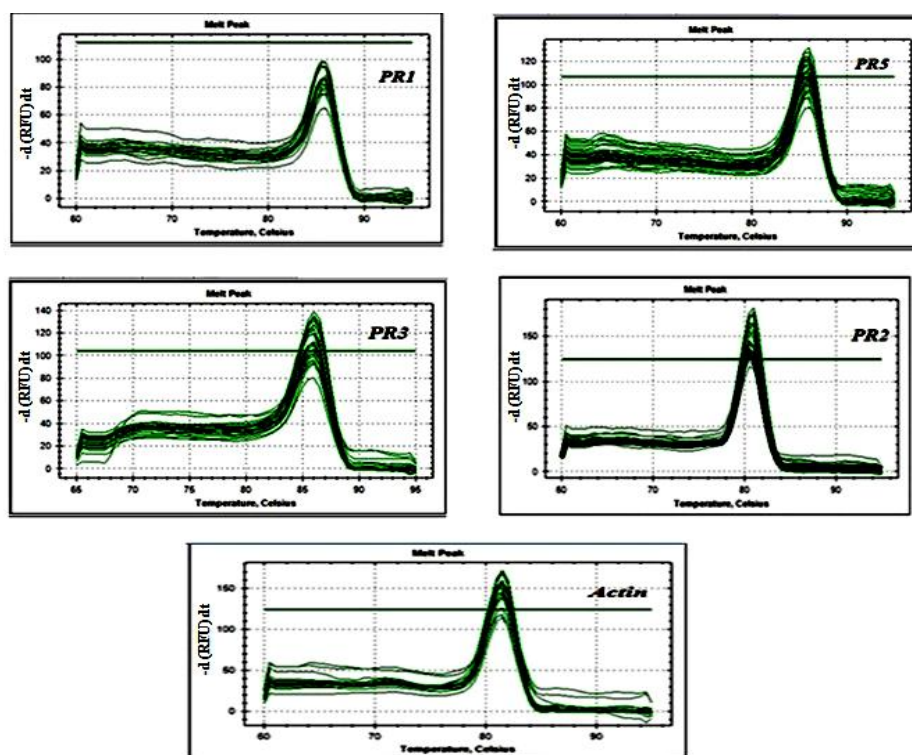 Melt Peak
PR1
-d (RFU) dt
100
80
60
40
20
0
60
70
80
90
Temperature, Celsius
Melt Peak
PR5
-d (RFU) dt
120
100
80
60
40
20
0
60
70
80
90
Temperature, Celsius
Melt Peak
PR3
-d (RFU) dt
140
120
100
80
60
40
20
0
65
70
75
80
85
90
95
Temperature, Celsius
Melt Peak
PR2
-d (RFU) dt
150
100
50
0
60
70
80
90
Temperature, Celsius
Melt Peak
Actin
-d (RFU) dt
150
100
50
0
60
70
80
90
Temperature, Celsius